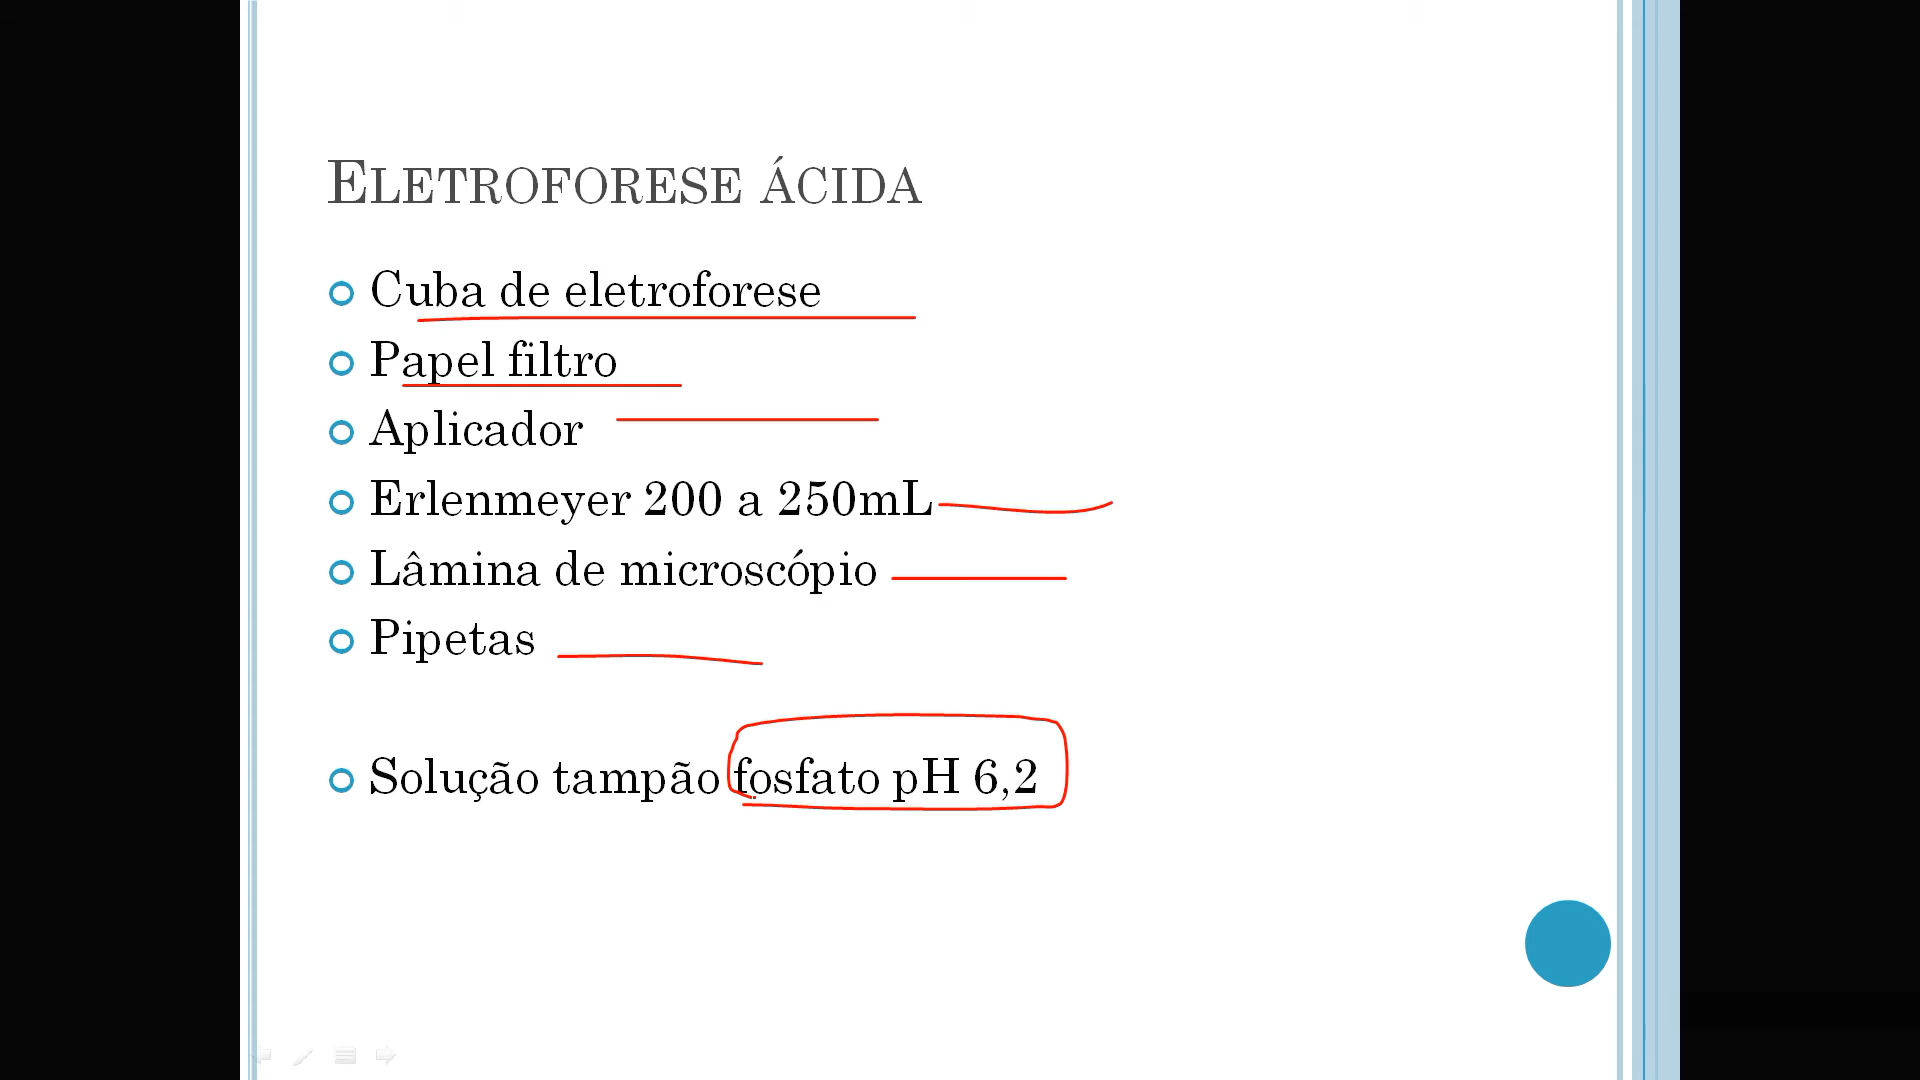 ELETROFORESE ÁCIDA
Cuba de eletroforese
Papel filtro
Aplicador
Erlenmeyer 200 a 250mL
Lâmina de microscópio
Pipetas
Solução tampão fosfato pH 6,2